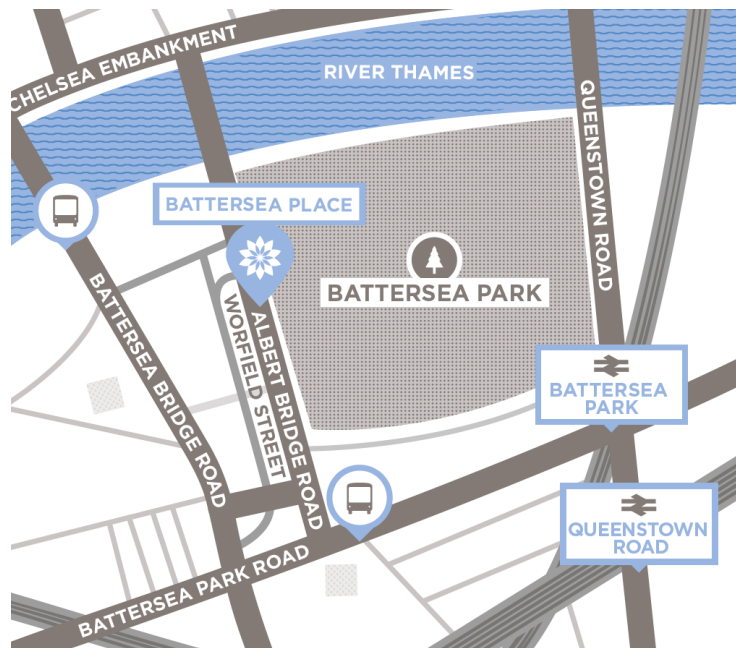 CHELSEA EMBANKMENT
RIVER THAMES
QUEENSTOWN ROAD
BATTERSEA PLACE
BATTERSEA PARK
BATTERSEA BRIDGE ROAD
WORFIELD STREET
ALBERT BRIDGE ROAD
BATTERSEA
PARK
QUEENSTOWN
ROAD
BATTERSEA PARK ROAD